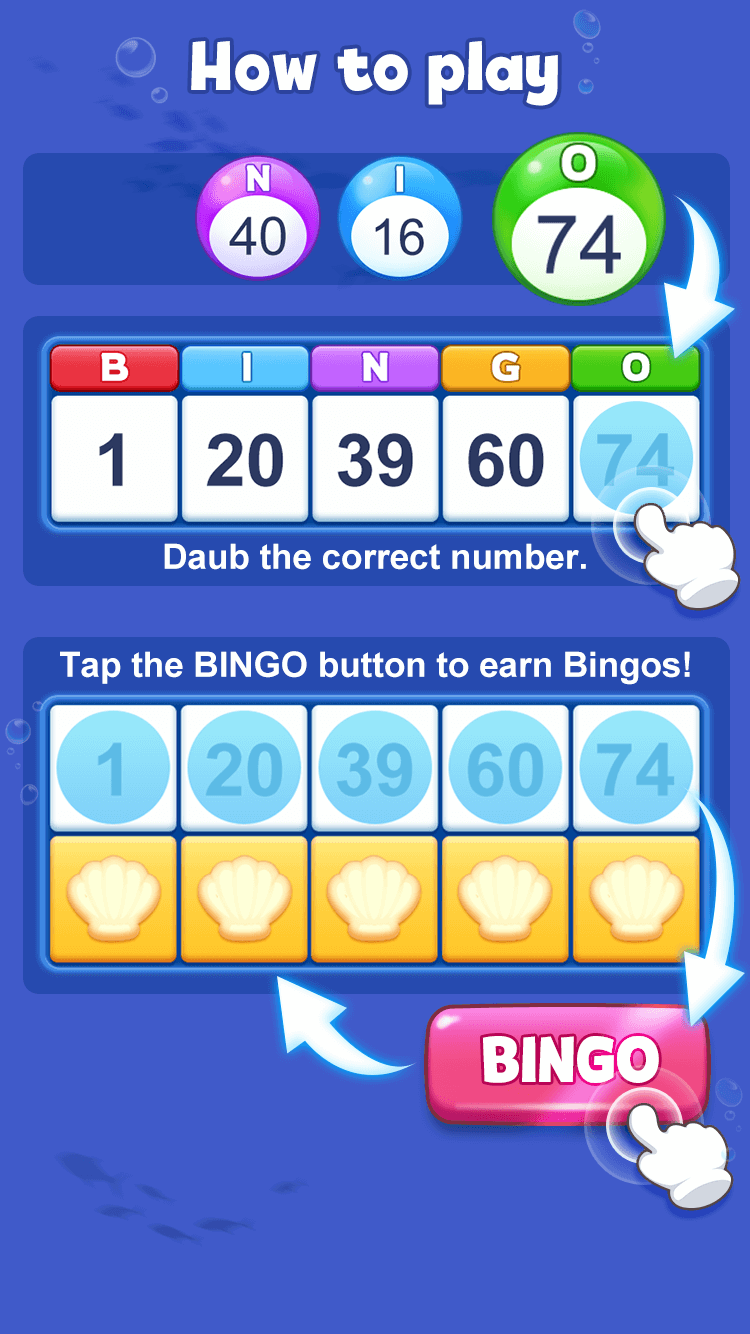 How to play
N I O
40 16 74
B I N G O
1 20 39 60 74
Daub the correct number.
Tap the BINGO button to earn Bingos!
1 20 39 60 74
BINGO